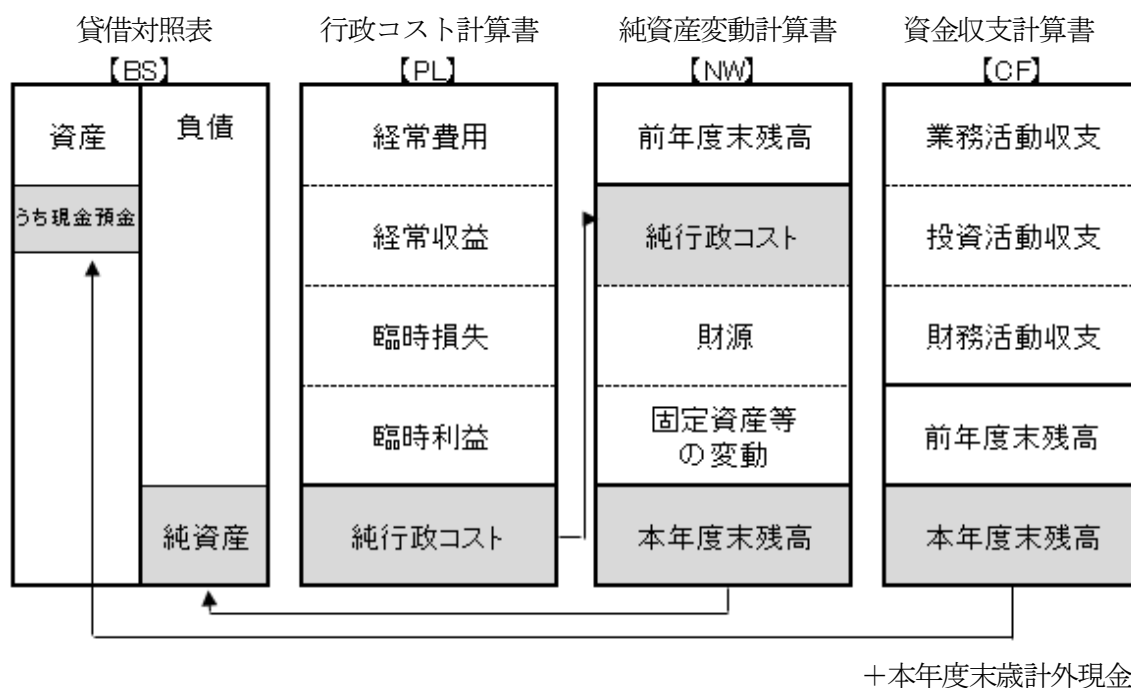 貸借対照表
【BS】
資産
うち現金預金
負債
純資産
行政コスト計算書
【PL】
経常費用
経常収益
臨時損失
臨時利益
純行政コスト
純資産変動計算書
【NW】
前年度末残高
純行政コスト
財源
固定資産等
の変動
本年度末残高
資金収支計算書
【CF】
業務活動収支
投資活動収支
財務活動収支
前年度末残高
本年度末残高
+本年度末歳計外現金